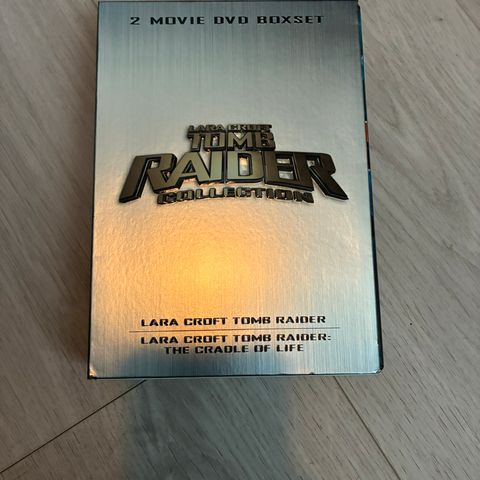 2 MOVIE DVD BOXSET
LARA CROFT
TOMB
RAIDER
COLLECTION
LARA CROFT TOMB RAIDER
LARA CROFT TOMB RAIDER:
THE CRADLE OF LIFE